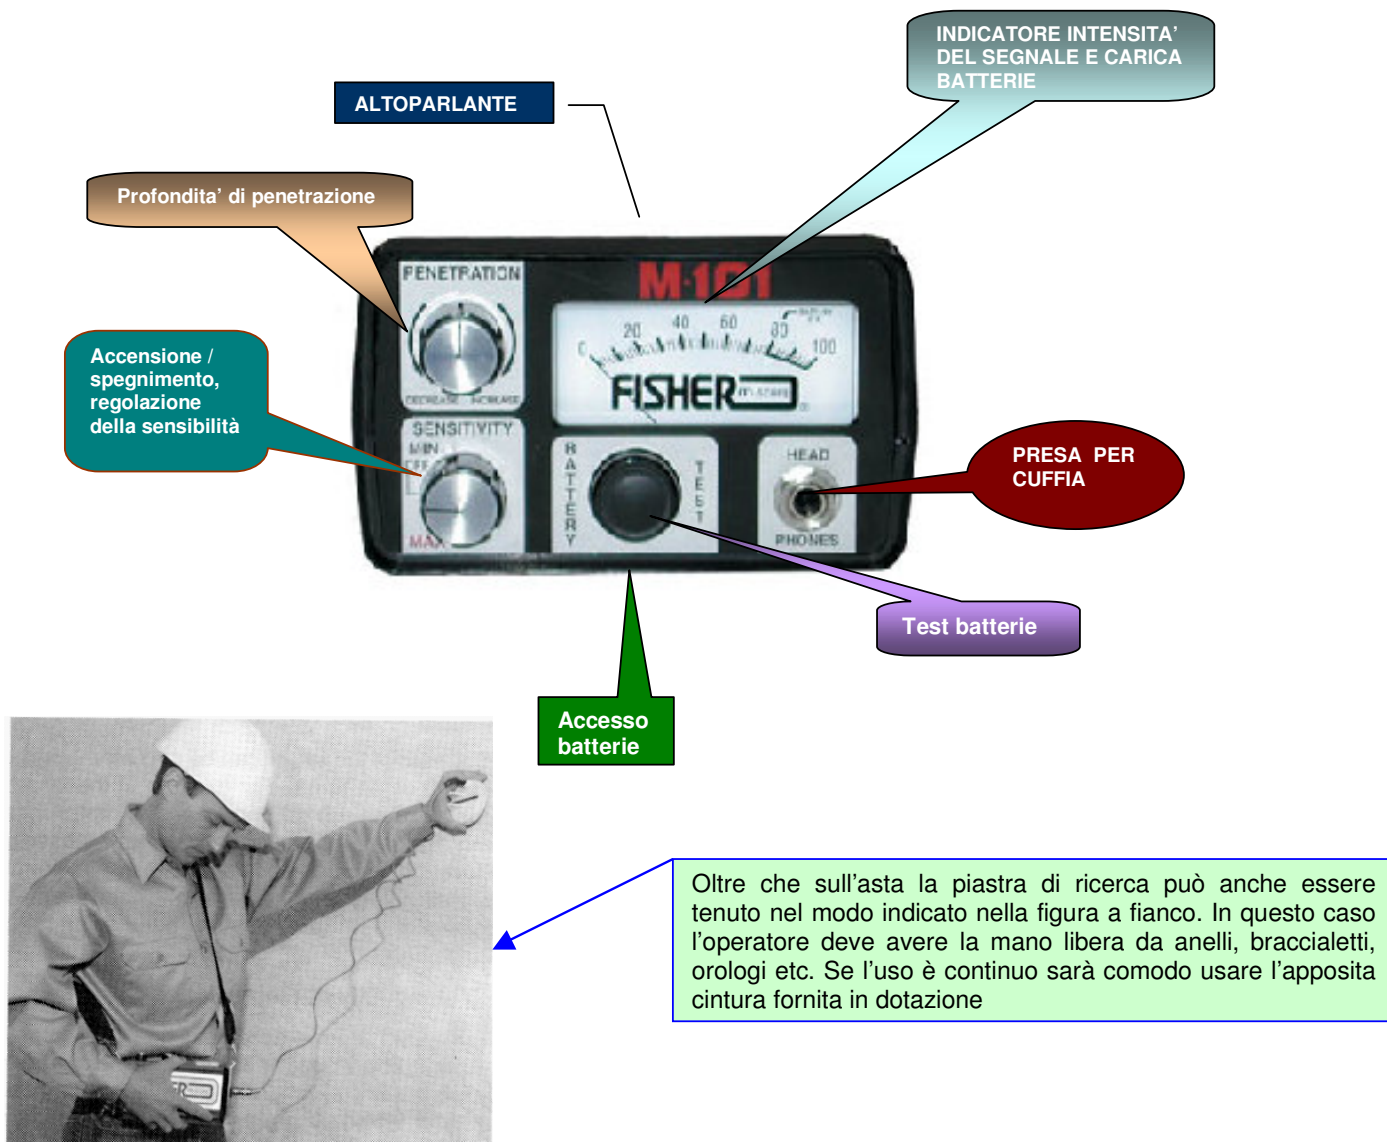 INDICATORE INTENSITA'
DEL SEGNALE E CARICA
BATTERIE
ALTOPARLANTE
Profondita' di penetrazione
Accensione /
spegnimento,
regolazione
della sensibilità
PENETRATION
DECREASE INCREASE
M-101
0 20 40 60 80 100
FISHER
SENSITIVITY
MIN
OFF
MAX
BATTERY
TEST
HEAD
PHONES
PRESA PER
CUFFIA
Test batterie
Accesso
batterie
Oltre che sull'asta la piastra di ricerca può anche essere
tenuto nel modo indicato nella figura a fianco. In questo caso
l'operatore deve avere la mano libera da anelli, braccialetti,
orologi etc. Se l'uso è continuo sarà comodo usare l'apposita
cintura fornita in dotazione